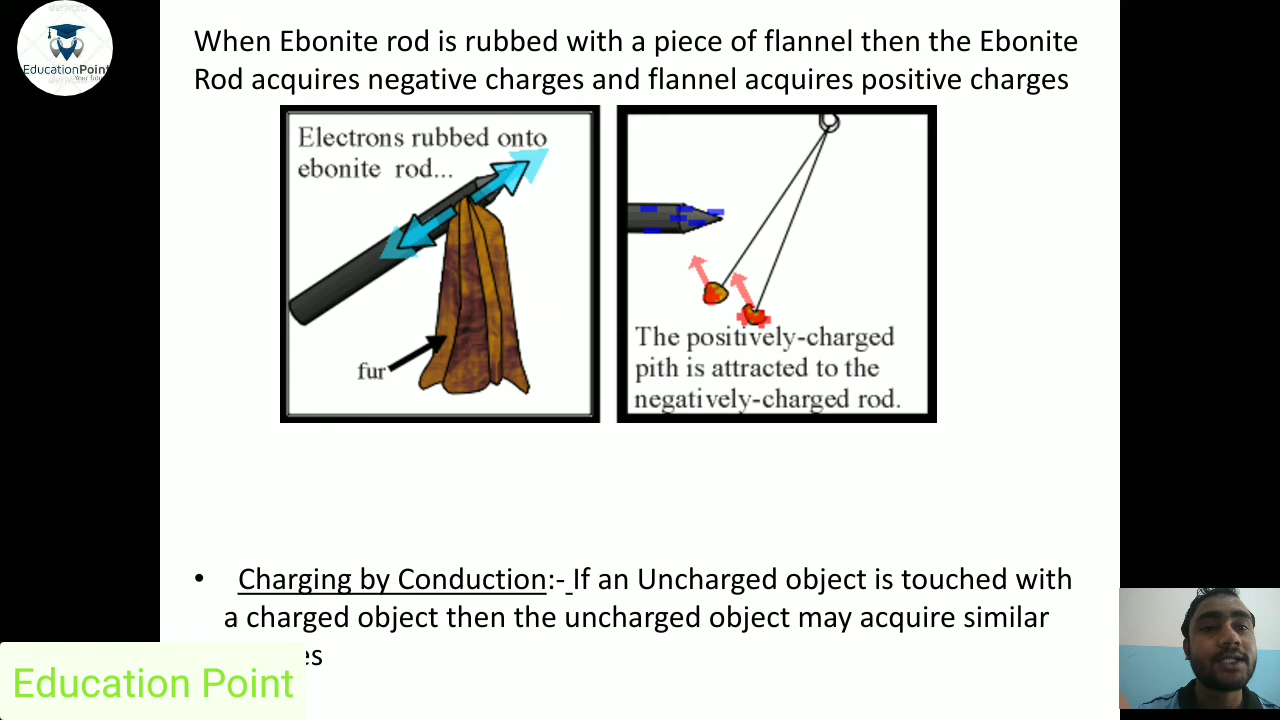 EducationPoint
When Ebonite rod is rubbed with a piece of flannel then the Ebonite
Rod acquires negative charges and flannel acquires positive charges
Electrons rubbed onto
ebonite rod...
fur
The positively-charged
pith is attracted to the
negatively-charged rod.
• Charging by Conduction:- If an Uncharged object is touched with
a charged object then the uncharged object may acquire similar
Education Point